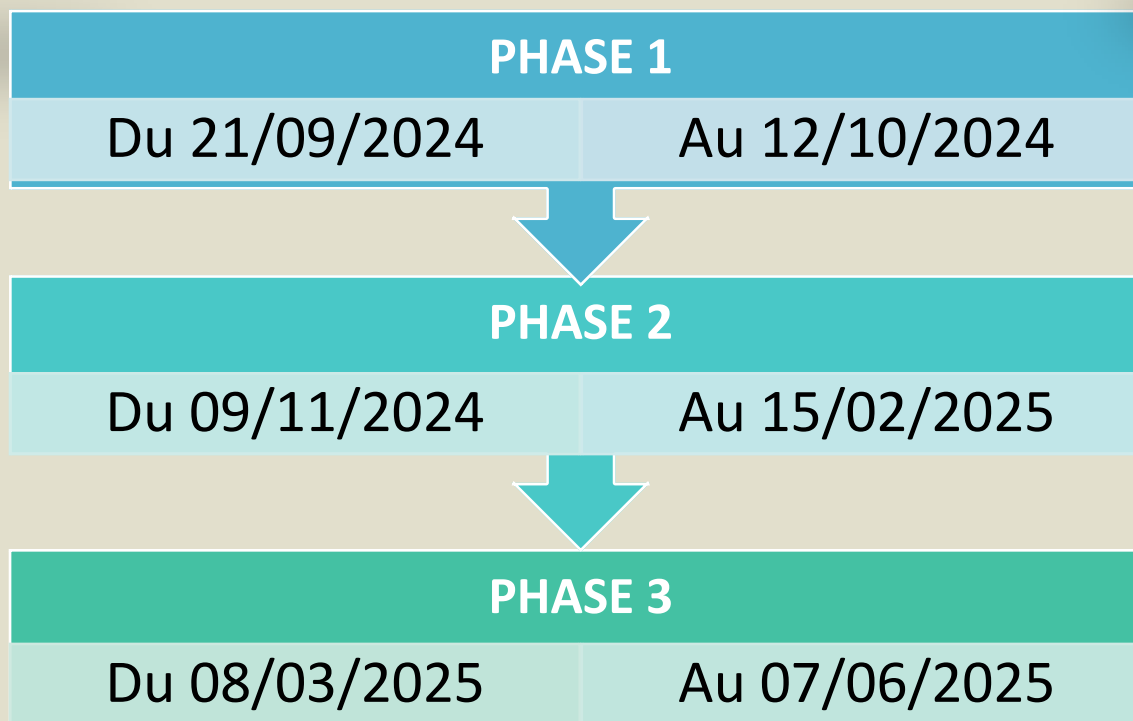 PHASE 1
Du 21/09/2024 Au 12/10/2024
PHASE 2
Du 09/11/2024 Au 15/02/2025
PHASE 3
Du 08/03/2025 Au 07/06/2025